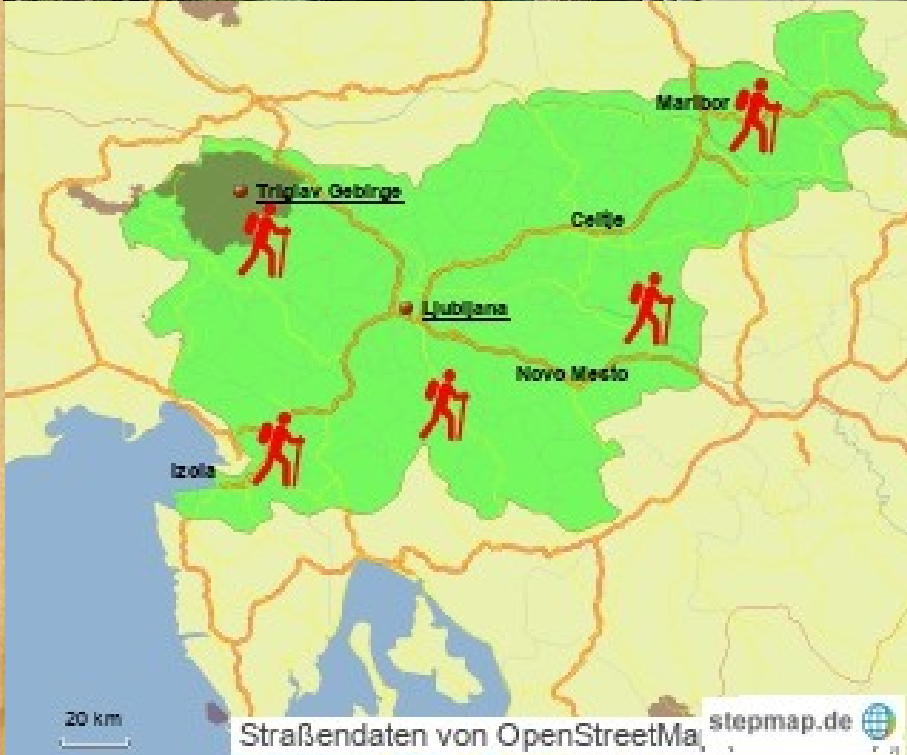 Maribor
Triglav Gebirge
Celtje
Ljubljana
Novo Mesto
Izola
20 km
Straßendaten von OpenStreetMa
stepmap.de